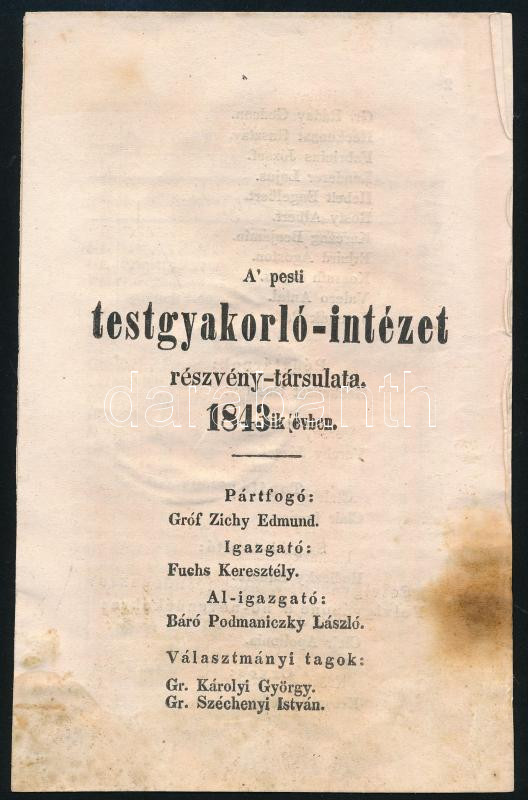 A' pesti
testgyakorló-intézet
részvény-társulata.
darabanth
1843ik évben.
Pártfogó:
Gróf Zichy Edmund.
Igazgató:
Fuchs Keresztély.
Al-igazgató:
Báró Podmaniczky László.
Választmányi tagok:
Gr. Károlyi György.
Gr. Széchenyi István.